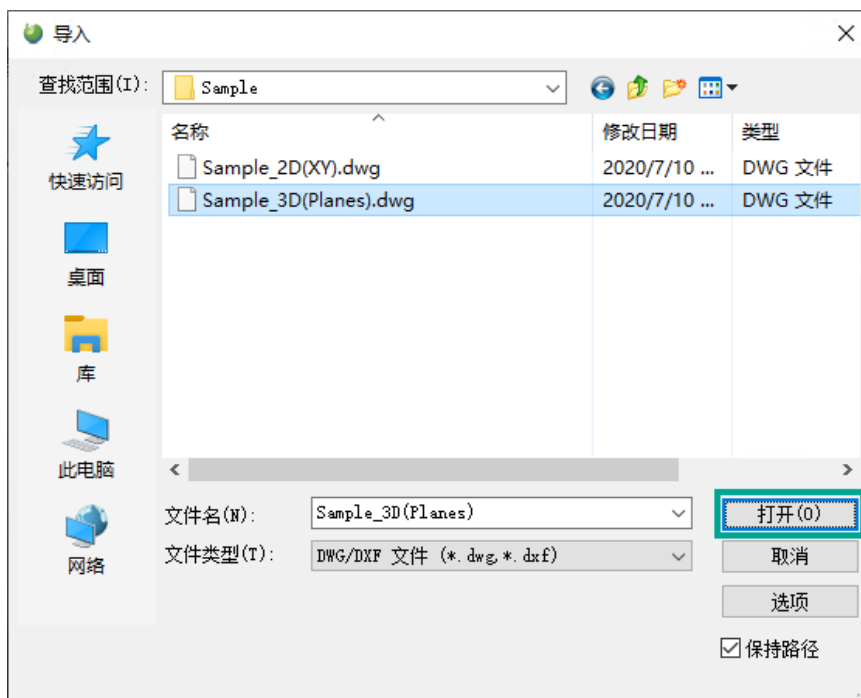 导入
查找范围(I): Sample
名称 修改日期 类型
Sample_2D(XY).dwg 2020/7/10 ... DWG 文件
Sample_3D(Planes).dwg 2020/7/10 ... DWG 文件
快速访问
桌面
库
此电脑
网络
文件名(N): Sample_3D(Planes) 打开(O)
文件类型(T): DWG/DXF 文件 (*.dwg,*.dxf) 取消
选项
保持路径